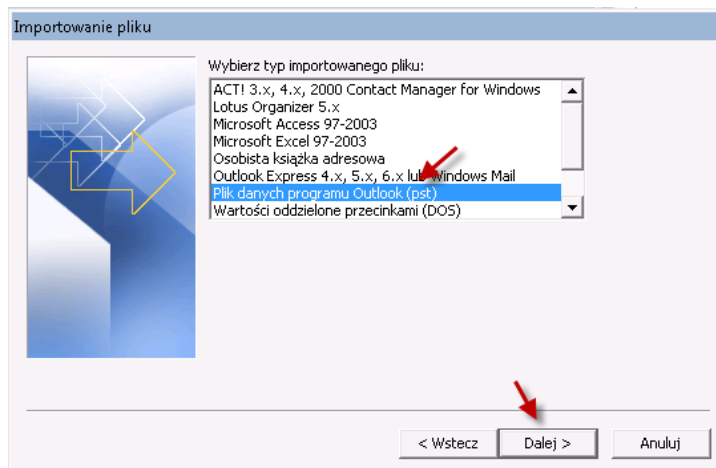 Importowanie pliku
Wybierz typ importowanego pliku:
ACT! 3.x, 4.x, 2000 Contact Manager for Windows
Lotus Organizer 5.x
Microsoft Access 97-2003
Microsoft Excel 97-2003
Osobista książka adresowa
Outlook Express 4.x, 5.x, 6.x lub Windows Mail
Plik danych programu Outlook (pst)
Wartości oddzielone przecinkami (DOS)
< Wstecz Dalej > Anuluj